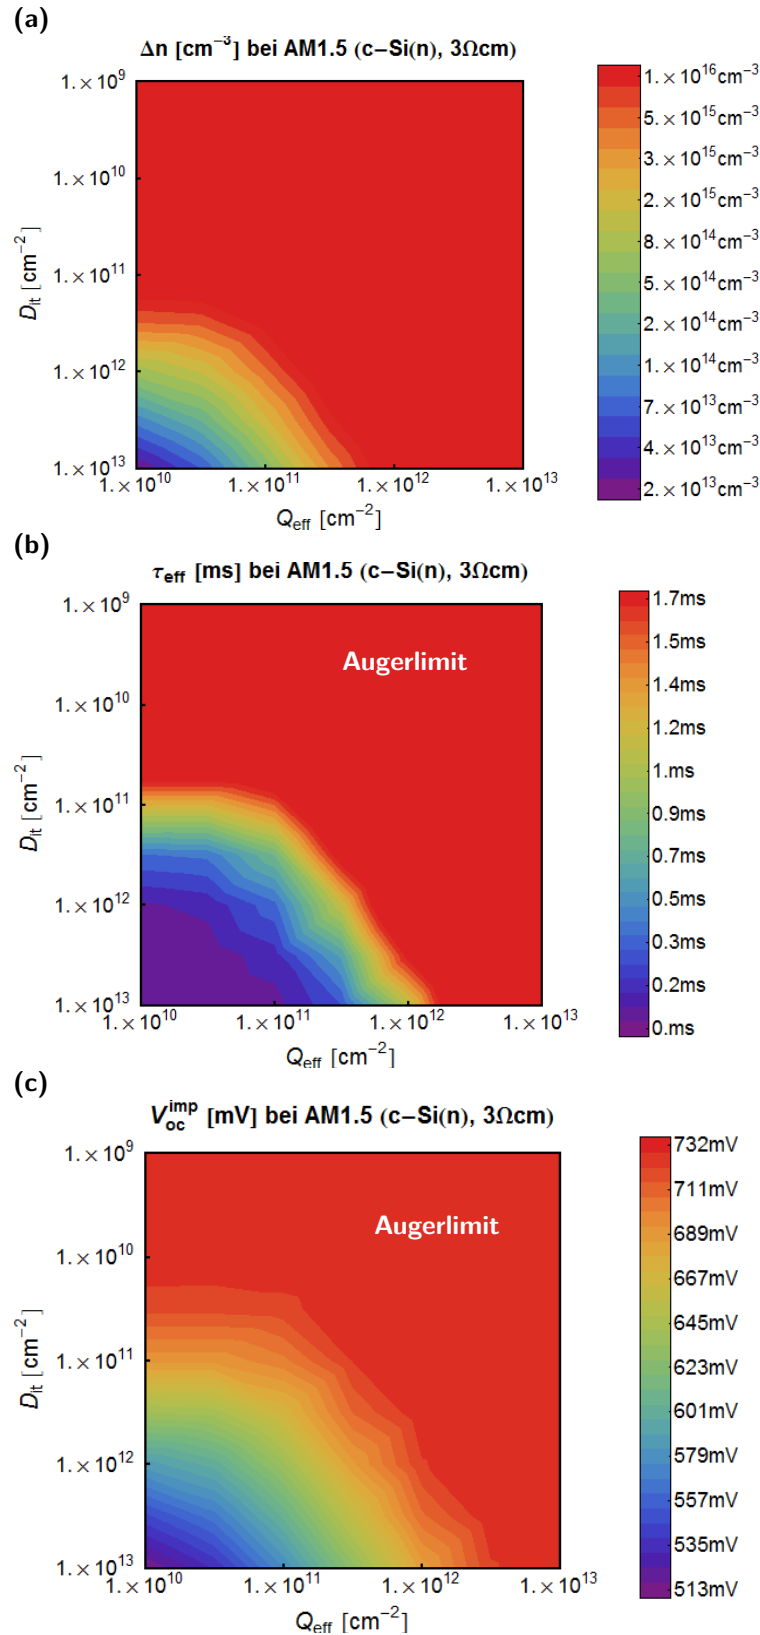 (a)
Δn [cm⁻³] bei AM1.5 (c−Si(n), 3Ωcm)
1.×10⁹
1.×10¹⁰
1.×10¹¹
1.×10¹²
1.×10¹³
D_it [cm⁻²]
1.×10¹⁰ 1.×10¹¹ 1.×10¹² 1.×10¹³
Q_eff [cm⁻²]
1.×10¹⁶cm⁻³
5.×10¹⁵cm⁻³
3.×10¹⁵cm⁻³
2.×10¹⁵cm⁻³
8.×10¹⁴cm⁻³
5.×10¹⁴cm⁻³
2.×10¹⁴cm⁻³
1.×10¹⁴cm⁻³
7.×10¹³cm⁻³
4.×10¹³cm⁻³
2.×10¹³cm⁻³
(b)
τ_eff [ms] bei AM1.5 (c−Si(n), 3Ωcm)
Augerlimit
1.×10⁹
1.×10¹⁰
1.×10¹¹
1.×10¹²
1.×10¹³
D_it [cm⁻²]
1.×10¹⁰ 1.×10¹¹ 1.×10¹² 1.×10¹³
Q_eff [cm⁻²]
1.7ms
1.5ms
1.4ms
1.2ms
1.ms
0.9ms
0.7ms
0.5ms
0.3ms
0.2ms
0.ms
(c)
V_oc^imp [mV] bei AM1.5 (c−Si(n), 3Ωcm)
Augerlimit
1.×10⁹
1.×10¹⁰
1.×10¹¹
1.×10¹²
1.×10¹³
D_it [cm⁻²]
1.×10¹⁰ 1.×10¹¹ 1.×10¹² 1.×10¹³
Q_eff [cm⁻²]
732mV
711mV
689mV
667mV
645mV
623mV
601mV
579mV
557mV
535mV
513mV